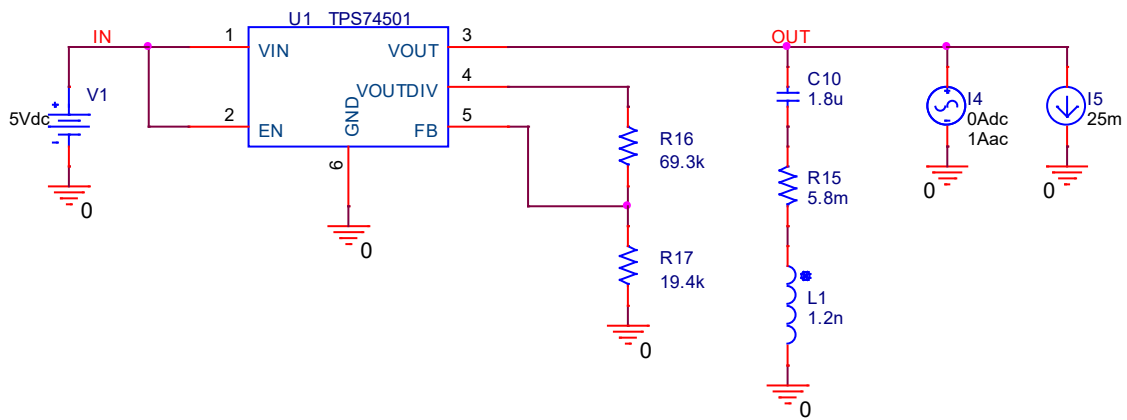 U1 TPS74501
IN
1
VIN
VOUT
3
OUT
4
VOUTDIV
V1
5Vdc
2
EN
GND
FB
5
6
0
0
R16
69.3k
R17
19.4k
0
C10
1.8u
R15
5.8m
L1
1.2n
0
I4
0Adc
1Aac
0
I5
25m
0